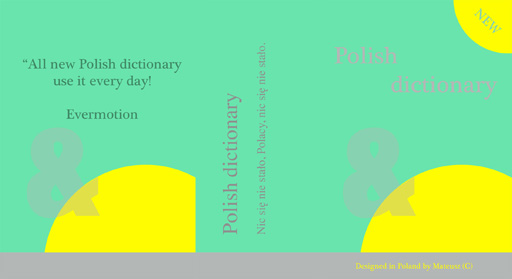 “All new Polish dictionary
use it every day!
Evermotion
&
Polish dictionary
Nic się nie stało, Polacy, nic się nie stało.
NEW
Polish
dictionary
&
Designed in Poland by Mateusz (C)